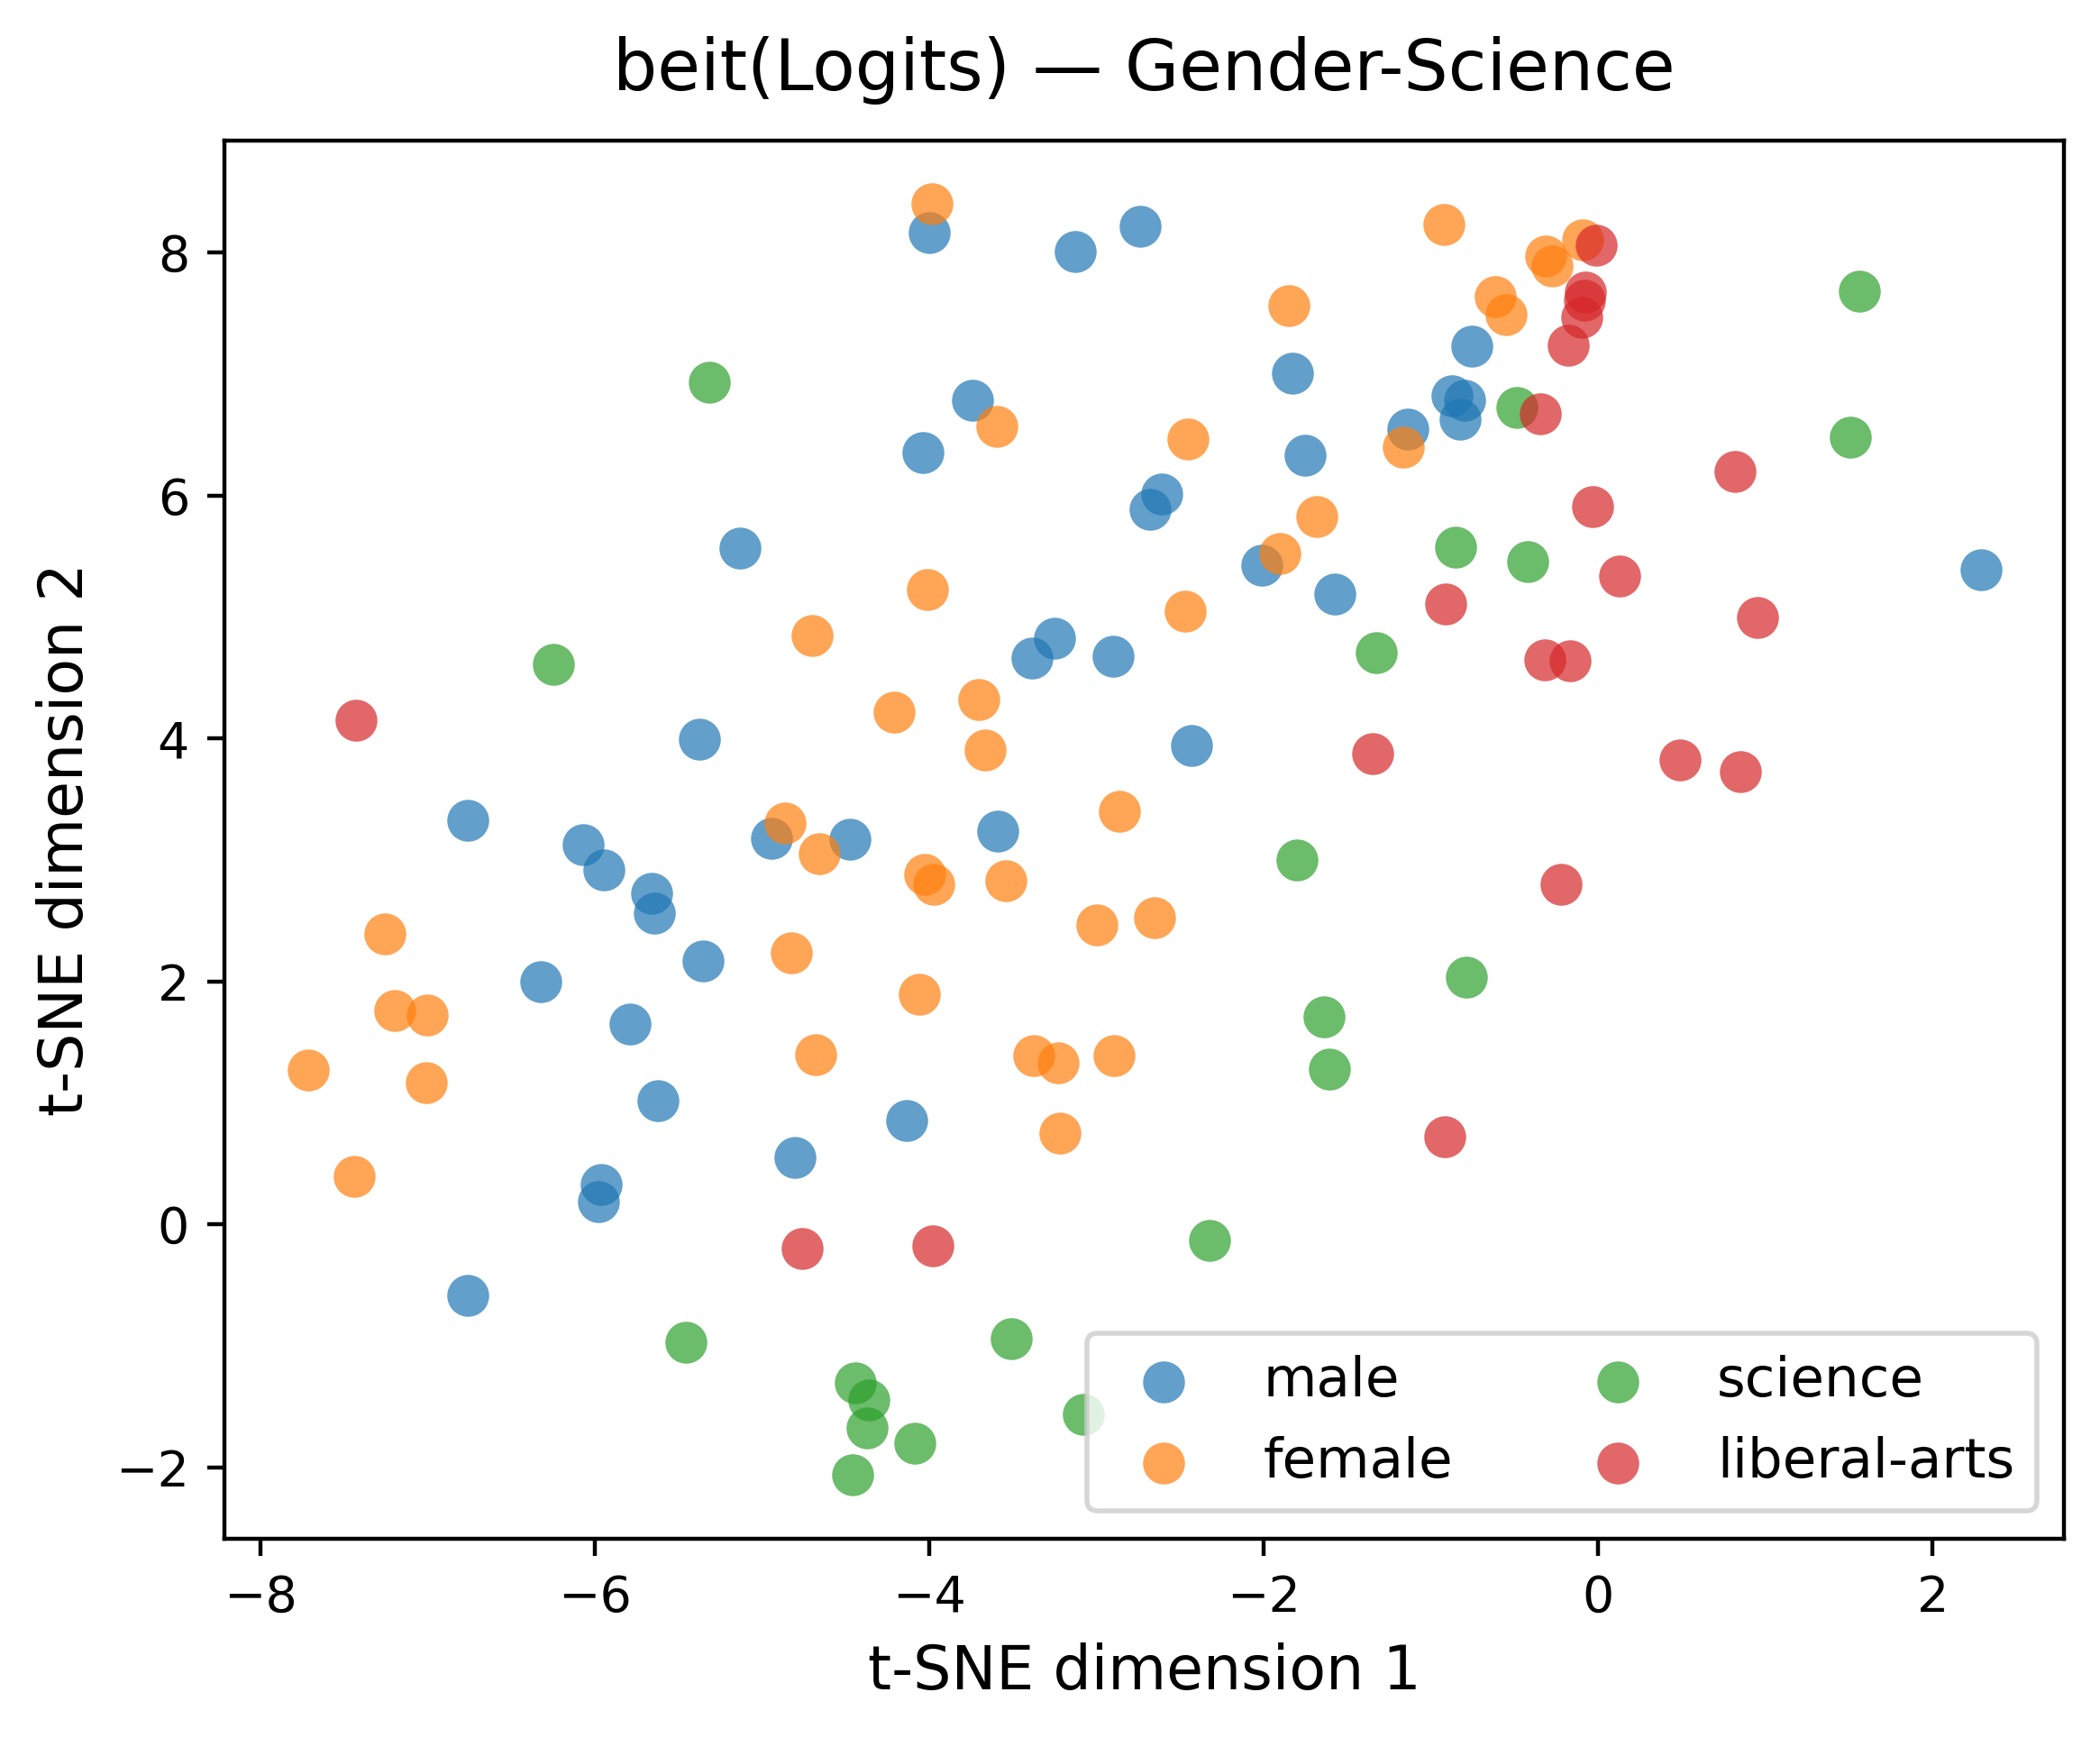 beit(Logits) — Gender-Science
t-SNE dimension 2
8
6
4
2
0
−2
male
female
science
liberal-arts
−8
−6
−4
−2
0
2
t-SNE dimension 1